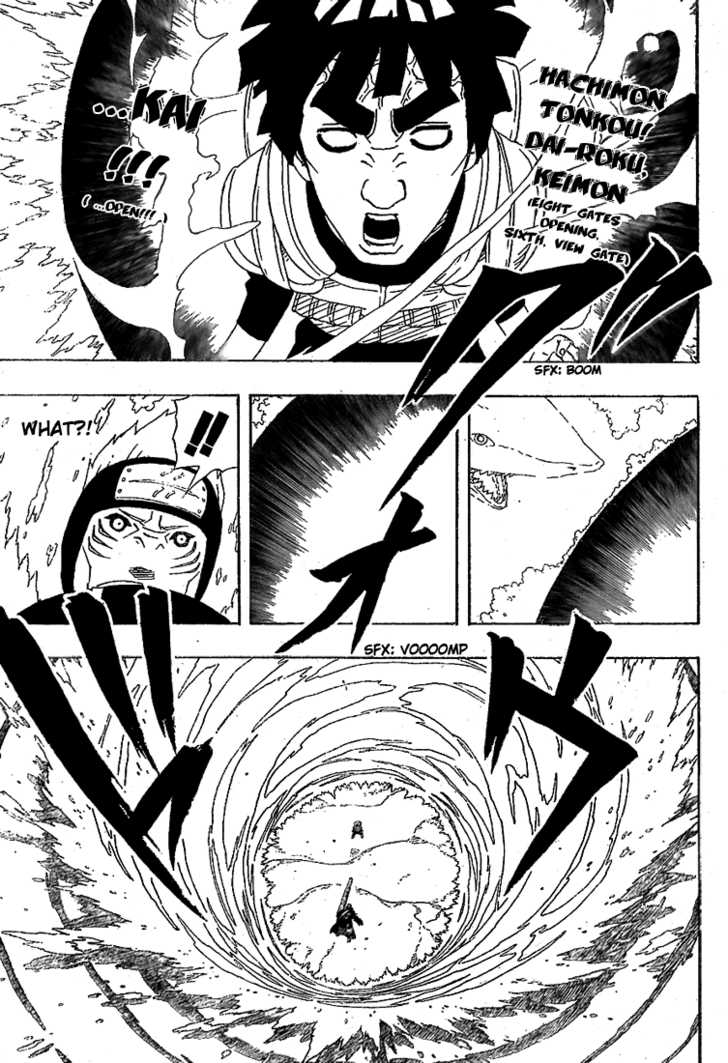 HACHIMON
TONKOU!
DAI-ROKU,
KEIMON
(EIGHT GATES
OPENING,
SIXTH, VIEW GATE)
...KAI
!!!
( ...OPEN!!! )
SFX: BOOM
!!
WHAT?!
SFX: VOOOOMP